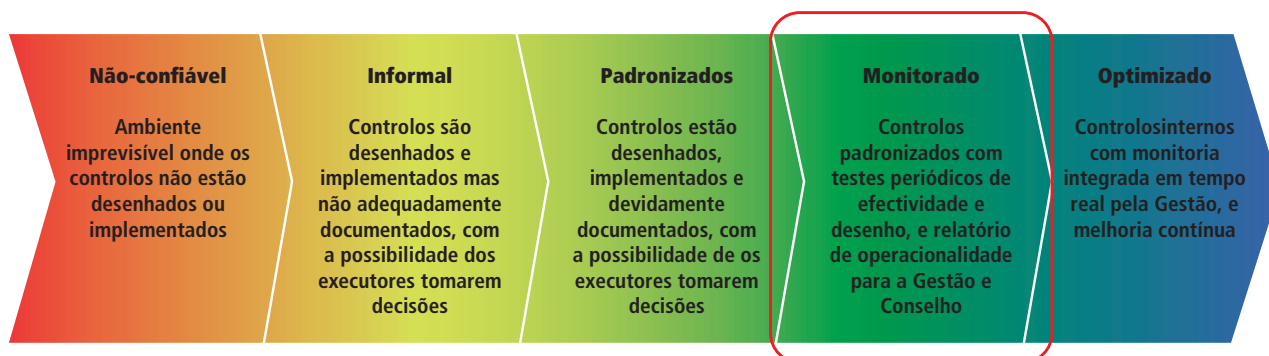 Não-confiável
Ambiente
imprevisível onde os
controlos não estão
desenhados ou
implementados
Informal
Controlos são
desenhados e
implementados mas
não adequadamente
documentados, com
a possibilidade dos
executores tomarem
decisões
Padronizados
Controlos estão
desenhados,
implementados e
devidamente
documentados, com
a possibilidade de os
executores tomarem
decisões
Monitorado
Controlos
padronizados com
testes periódicos de
efectividade e
desenho, e relatório
de operacionalidade
para a Gestão e
Conselho
Optimizado
Controlosinternos
com monitoria
integrada em tempo
real pela Gestão, e
melhoria contínua